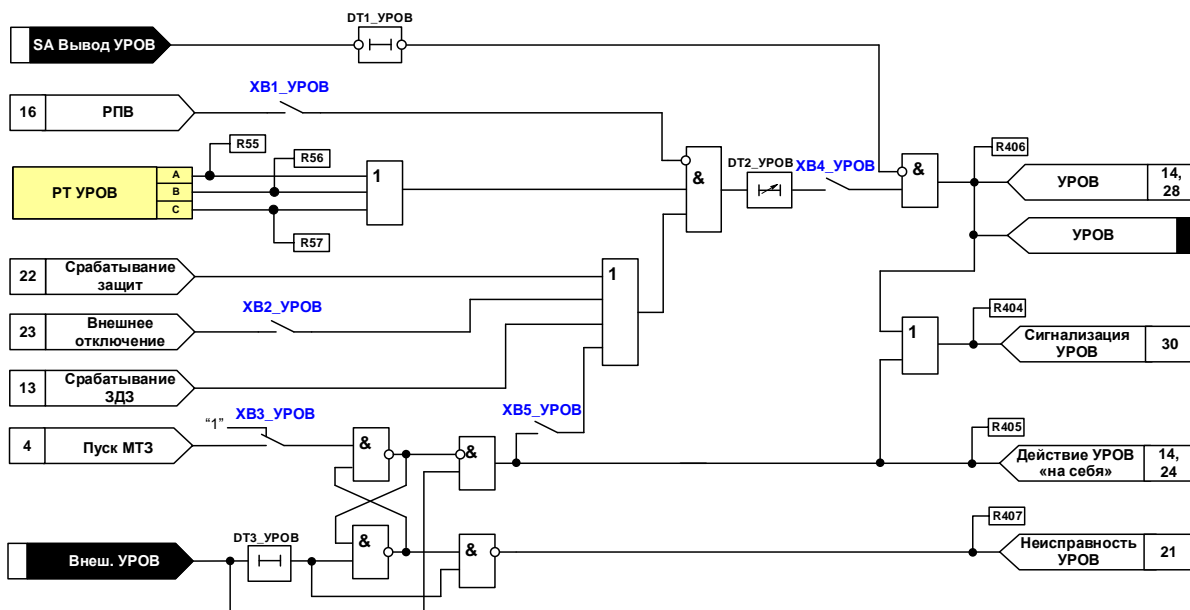 DT1_УРОВ
SA Вывод УРОВ
XB1_УРОВ
16 РПВ
R55
R56
R406
РТ УРОВ
A
B
C
1
&
DT2_УРОВ
XB4_УРОВ
&
УРОВ
14,
28
R57
УРОВ
22 Срабатывание
защит
1
XB2_УРОВ
R404
23 Внешнее
отключение
1
Сигнализация
УРОВ
30
13 Срабатывание
ЗДЗ
XB3_УРОВ
XB5_УРОВ
"1"
R405
4 Пуск МТЗ
&
&
Действие УРОВ
«на себя»
14,
24
R407
DT3_УРОВ
Внеш. УРОВ
&
&
Неисправность
УРОВ
21